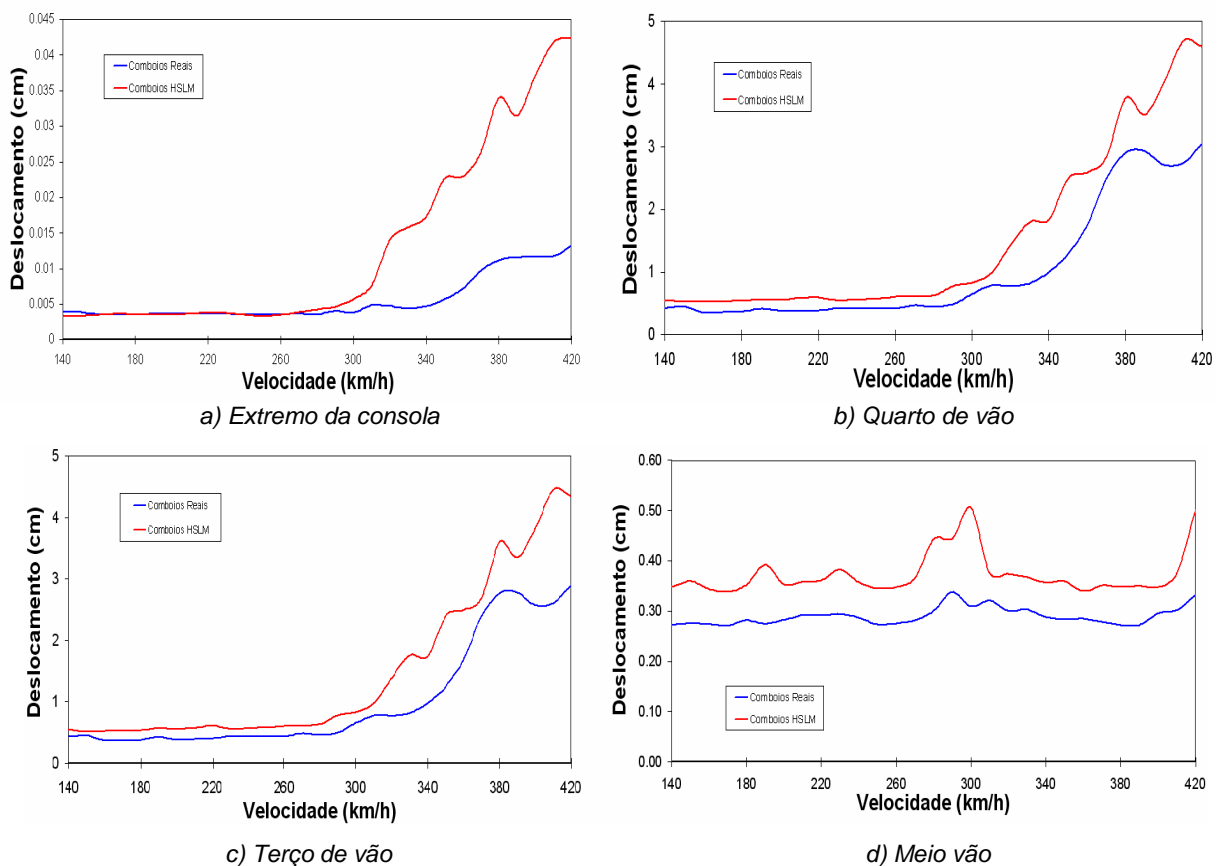 0.045
0.04
0.035
0.03
0.025
0.02
0.015
0.01
0.005
0
Deslocamento (cm)
Comboios Reais
Comboios HSLM
140 180 220 260 300 340 380 420
Velocidade (km/h)
a) Extremo da consola
5
4
3
2
1
0
Deslocamento (cm)
Comboios Reais
Comboios HSLM
140 180 220 260 300 340 380 420
Velocidade (km/h)
b) Quarto de vão
5
4
3
2
1
0
Deslocamento (cm)
Comboios Reais
Comboios HSLM
140 180 220 260 300 340 380 420
Velocidade (km/h)
c) Terço de vão
0.60
0.50
0.40
0.30
0.20
0.10
0.00
Deslocamento (cm)
Comboios Reais
Comboios HSLM
140 180 220 260 300 340 380 420
Velocidade (km/h)
d) Meio vão